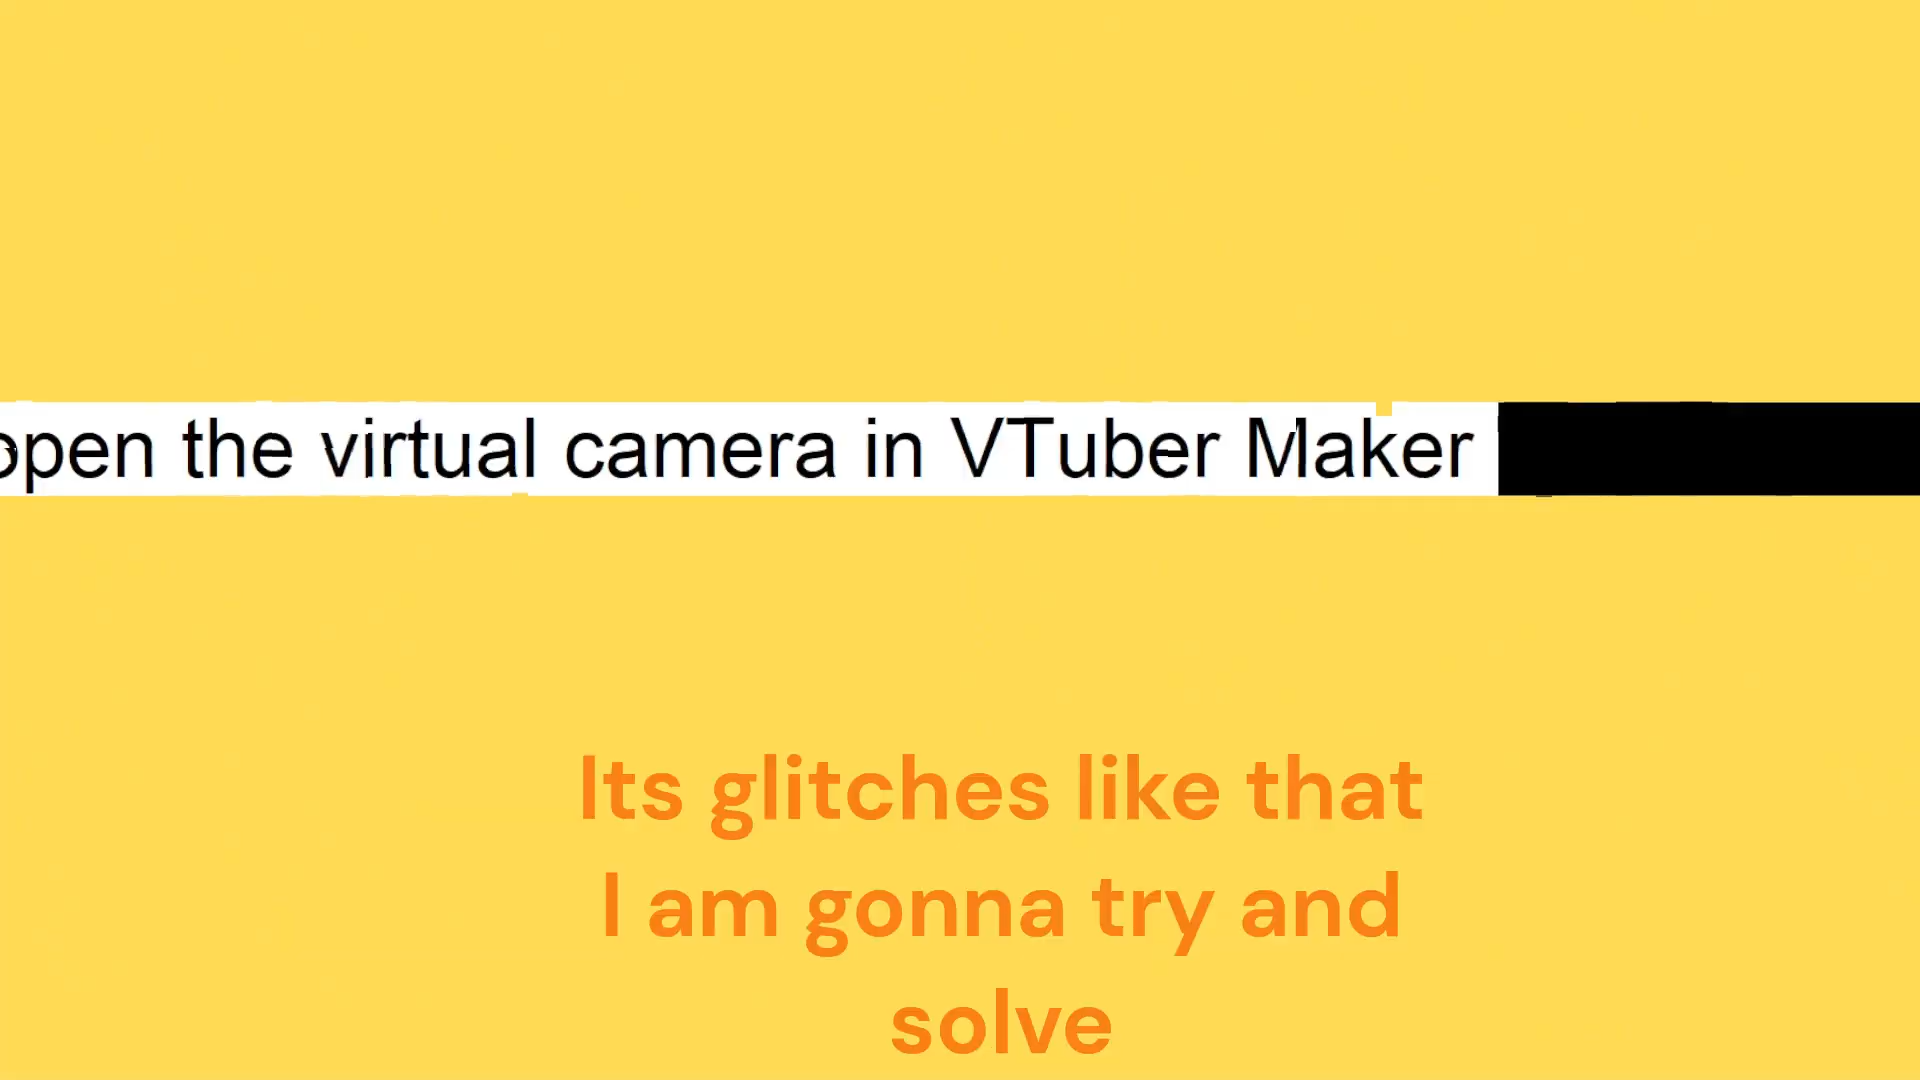 open the virtual camera in VTuber Maker
Its glitches like that
I am gonna try and
solve